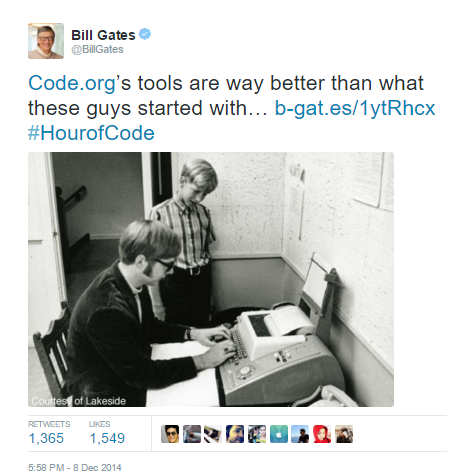 Bill Gates
@BillGates
Code.org's tools are way better than what
these guys started with… b-gat.es/1ytRhcx
#HourofCode
Courtesy of Lakeside
RETWEETS LIKES
1,365 1,549
5:58 PM - 8 Dec 2014